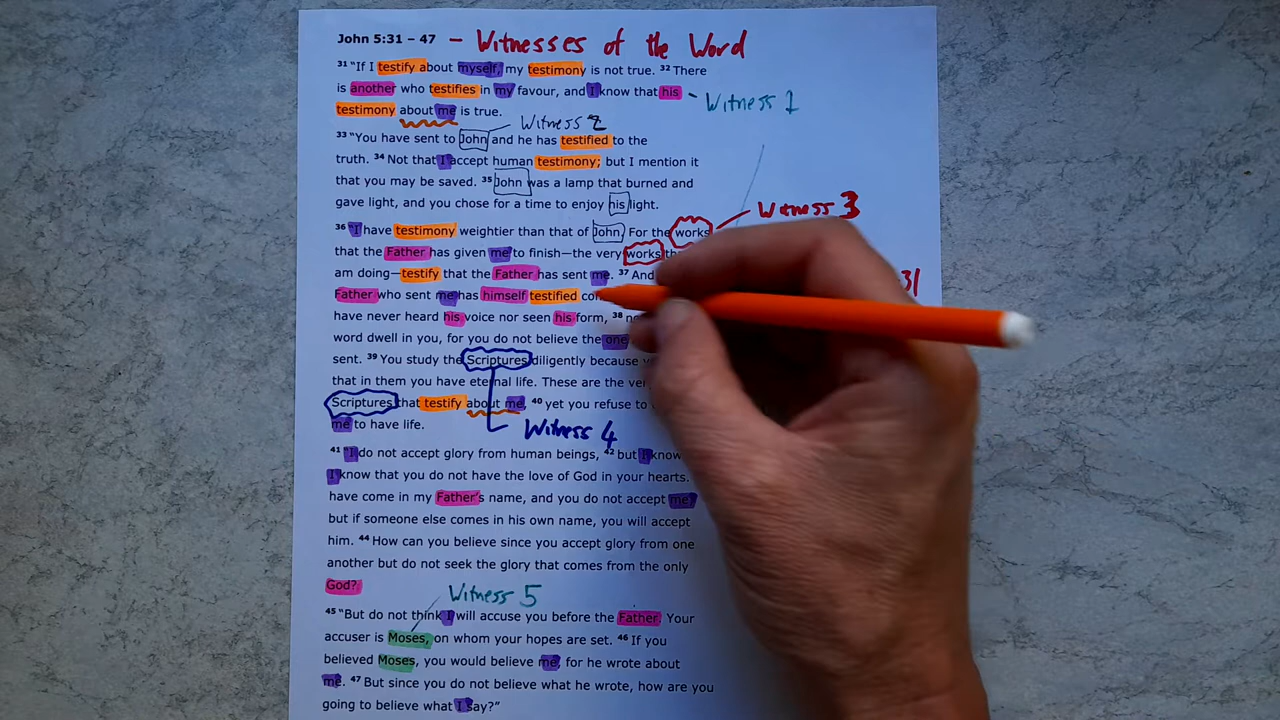 John 5:31 – 47 – Witnesses of the Word
31 "If I testify about myself, my testimony is not true. 32 There
is another who testifies in my favour, and I know that his
Witness 1
testimony about me is true.
Witness 2
33 "You have sent to John and he has testified to the
truth. 34 Not that I accept human testimony; but I mention it
that you may be saved. 35 John was a lamp that burned and
gave light, and you chose for a time to enjoy his light.
Witness 3
36 "I have testimony weightier than that of John. For the works
that the Father has given me to finish—the very works
am doing—testify that the Father has sent me. 37 And
31
Father who sent me has himself testified
have never heard his voice nor seen his form, 38
word dwell in you, for you do not believe the one
sent. 39 You study the Scriptures diligently because
that in them you have eternal life. These are the
Scriptures that testify about me, 40 yet you refuse to
me to have life.
Witness 4
41 "I do not accept glory from human beings, 42 but I know
I know that you do not have the love of God in your hearts.
have come in my Father's name, and you do not accept me;
but if someone else comes in his own name, you will accept
him. 44 How can you believe since you accept glory from one
another but do not seek the glory that comes from the only
God?
Witness 5
45 "But do not think I will accuse you before the Father. Your
accuser is Moses, on whom your hopes are set. 46 If you
believed Moses, you would believe me, for he wrote about
me. 47 But since you do not believe what he wrote, how are you
going to believe what I say?"